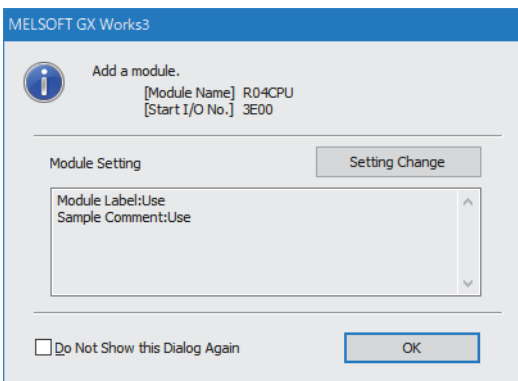 MELSOFT GX Works3
Add a module.
[Module Name] R04CPU
[Start I/O No.] 3E00
Module Setting
Setting Change
Module Label:Use
Sample Comment:Use
Do Not Show this Dialog Again
OK